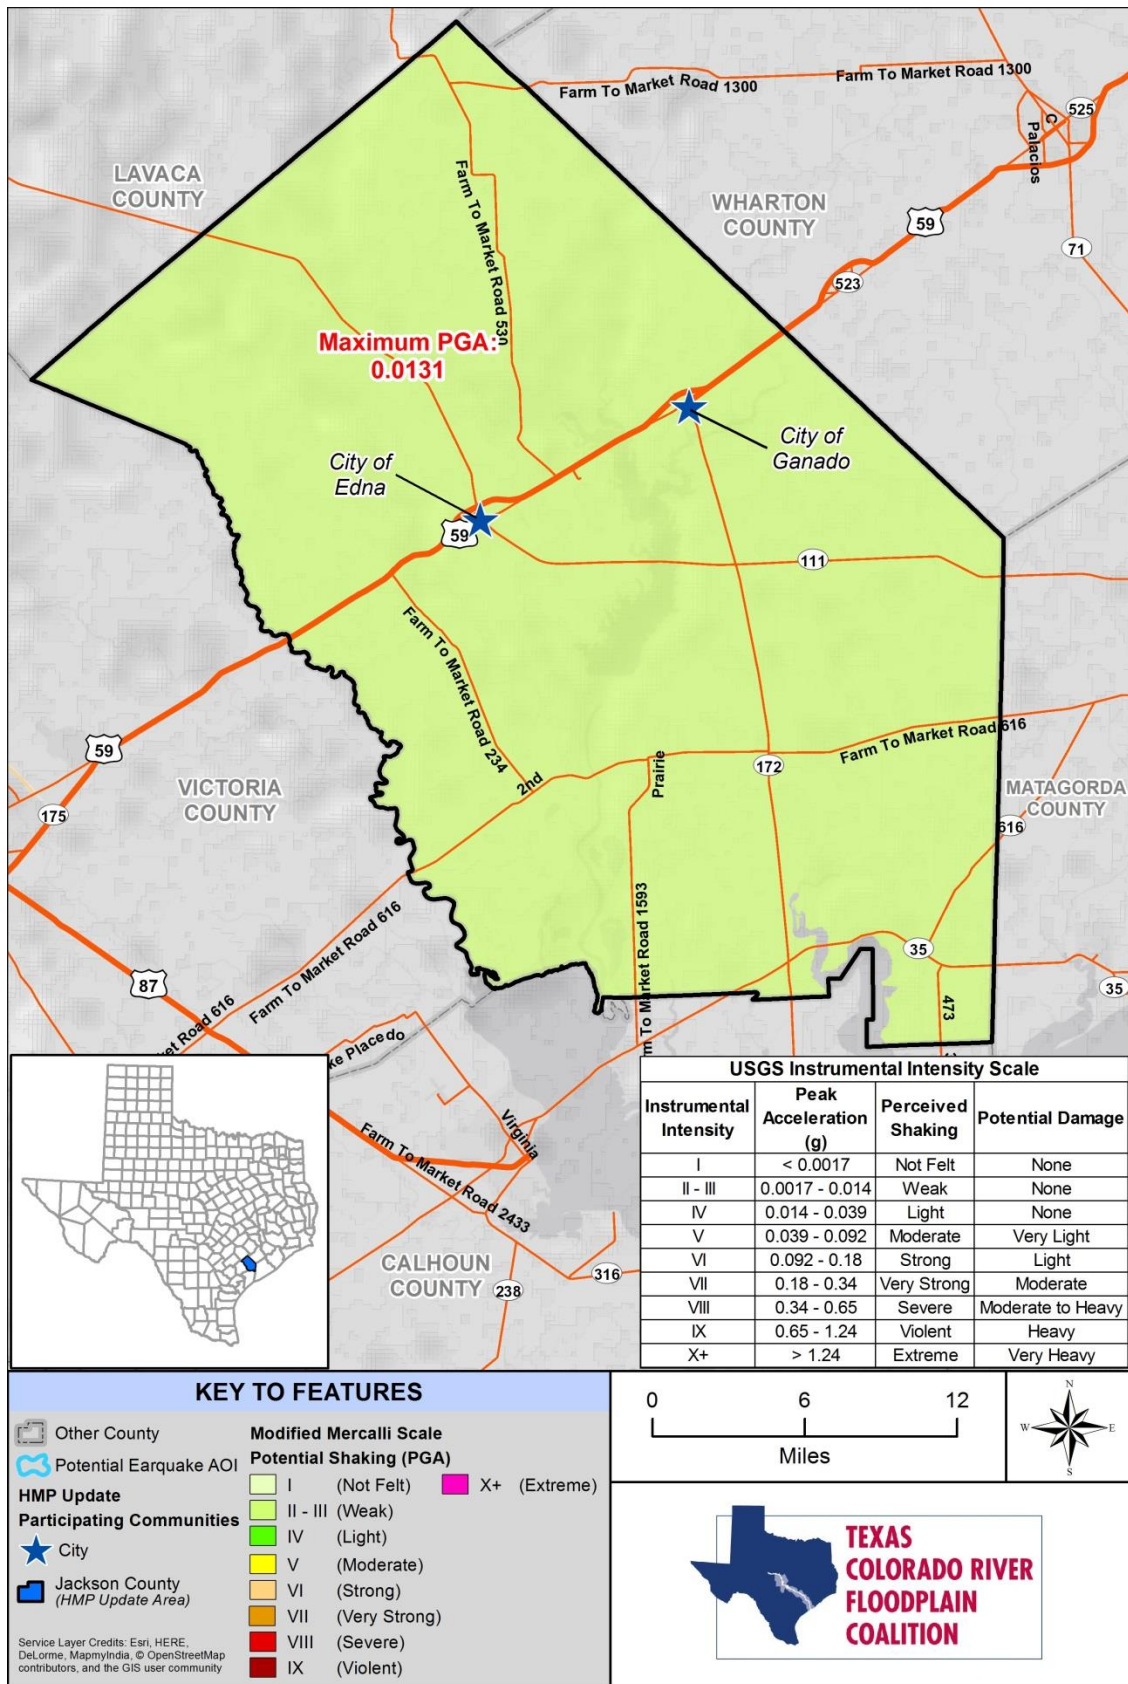 Farm To Market Road 1300
Farm To Market Road 1300
525
C
Palacios
LAVACA
COUNTY
Farm To Market Road 530
WHARTON
COUNTY
59
71
523
Maximum PGA:
0.0131
City of
Ganado
City of
Edna
59
111
Farm To Market Road 234
59
Farm To Market Road 616
172
2nd
Prairie
VICTORIA
COUNTY
MATAGORDA
COUNTY
175
616
Farm To Market Road 1593
Farm To Market Road 616
35
87
35
473
ket Road 616
ke Placedo
Virginia
Farm To Market Road 2433
CALHOUN
COUNTY
316
238
USGS Instrumental Intensity Scale
Instrumental Intensity Peak Acceleration (g) Perceived Shaking Potential Damage
I < 0.0017 Not Felt None
II - III 0.0017 - 0.014 Weak None
IV 0.014 - 0.039 Light None
V 0.039 - 0.092 Moderate Very Light
VI 0.092 - 0.18 Strong Light
VII 0.18 - 0.34 Very Strong Moderate
VIII 0.34 - 0.65 Severe Moderate to Heavy
IX 0.65 - 1.24 Violent Heavy
X+ > 1.24 Extreme Very Heavy
KEY TO FEATURES
Other County
Potential Earquake AOI
HMP Update
Participating Communities
City
Jackson County
(HMP Update Area)
Service Layer Credits: Esri, HERE,
DeLorme, MapmyIndia, © OpenStreetMap
contributors, and the GIS user community
Modified Mercalli Scale
Potential Shaking (PGA)
I (Not Felt)
II - III (Weak)
IV (Light)
V (Moderate)
VI (Strong)
VII (Very Strong)
VIII (Severe)
IX (Violent)
X+ (Extreme)
0 6 12
Miles
N
W E
S
TEXAS
COLORADO RIVER
FLOODPLAIN
COALITION